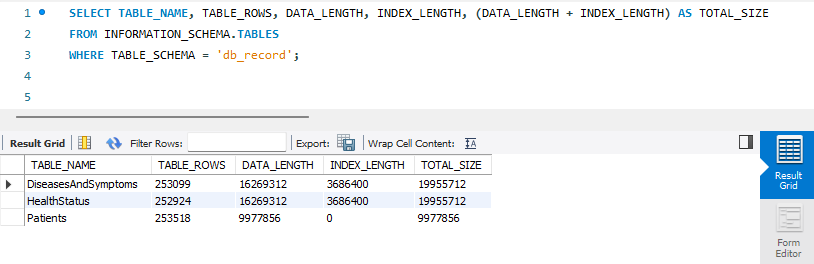 1 SELECT TABLE_NAME, TABLE_ROWS, DATA_LENGTH, INDEX_LENGTH, (DATA_LENGTH + INDEX_LENGTH) AS TOTAL_SIZE
2 FROM INFORMATION_SCHEMA.TABLES
3 WHERE TABLE_SCHEMA = 'db_record';
4
5
Result Grid Filter Rows: Export: Wrap Cell Content: IA
TABLE_NAME TABLE_ROWS DATA_LENGTH INDEX_LENGTH TOTAL_SIZE
DiseasesAndSymptoms 253099 16269312 3686400 19955712
HealthStatus 252924 16269312 3686400 19955712
Patients 253518 9977856 0 9977856
Result
Grid
Form
Editor